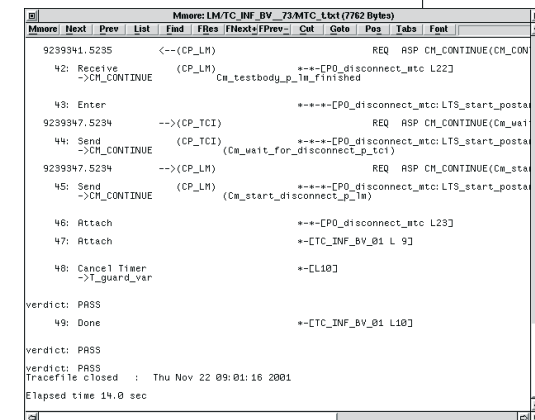 Mmore: LM/TC_INF_BV__73/MTC_t.txt (7762 Bytes)
Mmore Next Prev List Find FRes FNext+ FPrev- Cut Goto Pos Tabs Font
9239341.5235 <--(CP_LM) REQ ASP CM_CONTINUE(CM_CON
42: Receive (CP_LM) *-*-[PO_disconnect_mtc L22]
->CM_CONTINUE Cm_testbody_p_lm_finished
43: Enter *-*-*-[PO_disconnect_mtc:LTS_start_posta
9239347.5234 -->(CP_TCI) REQ ASP CM_CONTINUE(Cm_wai
44: Send (CP_TCI) *-*-*-[PO_disconnect_mtc:LTS_start_posta
->CM_CONTINUE (Cm_wait_for_disconnect_p_tci)
9239347.5234 -->(CP_LM) REQ ASP CM_CONTINUE(Cm_sta
45: Send (CP_LM) *-*-*-[PO_disconnect_mtc:LTS_start_posta
->CM_CONTINUE (Cm_start_disconnect_p_lm)
46: Attach *-*-[PO_disconnect_mtc L23]
47: Attach *-[TC_INF_BV_01 L 9]
48: Cancel Timer *-[L10]
->T_guard_var
verdict: PASS
49: Done *-[TC_INF_BV_01 L10]
verdict: PASS
verdict: PASS
Tracefile closed : Thu Nov 22 09:01:16 2001
Elapsed time 14.0 sec